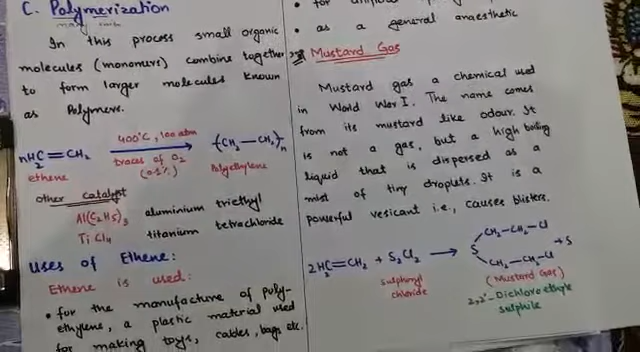 C. Polymerization
In this process small organic
molecules (monomers) combine together
to form larger molecules known
as Polymers.
nH2C=CH2 400°C, 100 atm traces of O2 (0.1%) → {CH2—CH2}n
ethene Polyethylene
other catalyst
Al(C2H5)3 aluminium triethyl
TiCl4 titanium tetrachloride
Uses of Ethene:
Ethene is used:
• for the manufacture of poly-
ethylene, a plastic material used
for making toys, cables, bags etc.
• as a general anaesthetic
Mustard Gas
Mustard gas a chemical used
in World War I. The name comes
from its mustard like odour. It
is not a gas, but a high boiling
liquid that is dispersed as a
mist of tiny droplets. It is a
powerful vesicant i.e., causes blisters.
CH2—CH2—Cl
2H2C=CH2 + S2Cl2 → S + S
CH2—CH2—Cl
sulphuryl (Mustard Gas)
chloride 2,2'-Dichloroethyle
sulphile